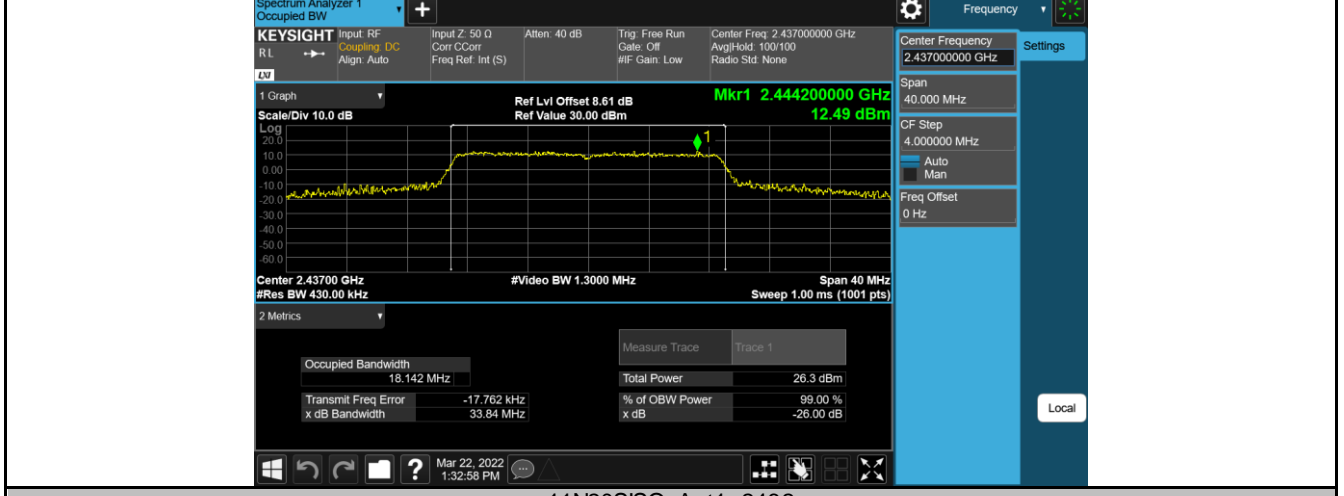 Spectrum Analyzer 1
Occupied BW
Frequency
KEYSIGHT
R L
LXI
Input: RF
Coupling: DC
Align: Auto
Input Z: 50 Ω
Corr CCorr
Freq Ref: Int (S)
Atten: 40 dB
Trig: Free Run
Gate: Off
#IF Gain: Low
Center Freq: 2.437000000 GHz
Avg|Hold: 100/100
Radio Std: None
Center Frequency
2.437000000 GHz
Settings
Span
40.000 MHz
CF Step
4.000000 MHz
Auto
Man
Freq Offset
0 Hz
1 Graph
Scale/Div 10.0 dB
Ref Lvl Offset 8.61 dB
Ref Value 30.00 dBm
Mkr1 2.444200000 GHz
12.49 dBm
Log
20.0
10.0
0.00
-10.0
-20.0
-30.0
-40.0
-50.0
-60.0
1
Center 2.43700 GHz
#Video BW 1.3000 MHz
Span 40 MHz
#Res BW 430.00 kHz
Sweep 1.00 ms (1001 pts)
2 Metrics
Measure Trace Trace 1
Occupied Bandwidth
18.142 MHz
Total Power 26.3 dBm
Transmit Freq Error -17.762 kHz
% of OBW Power 99.00 %
x dB Bandwidth 33.84 MHz
x dB -26.00 dB
Local
?
Mar 22, 2022
1:32:58 PM